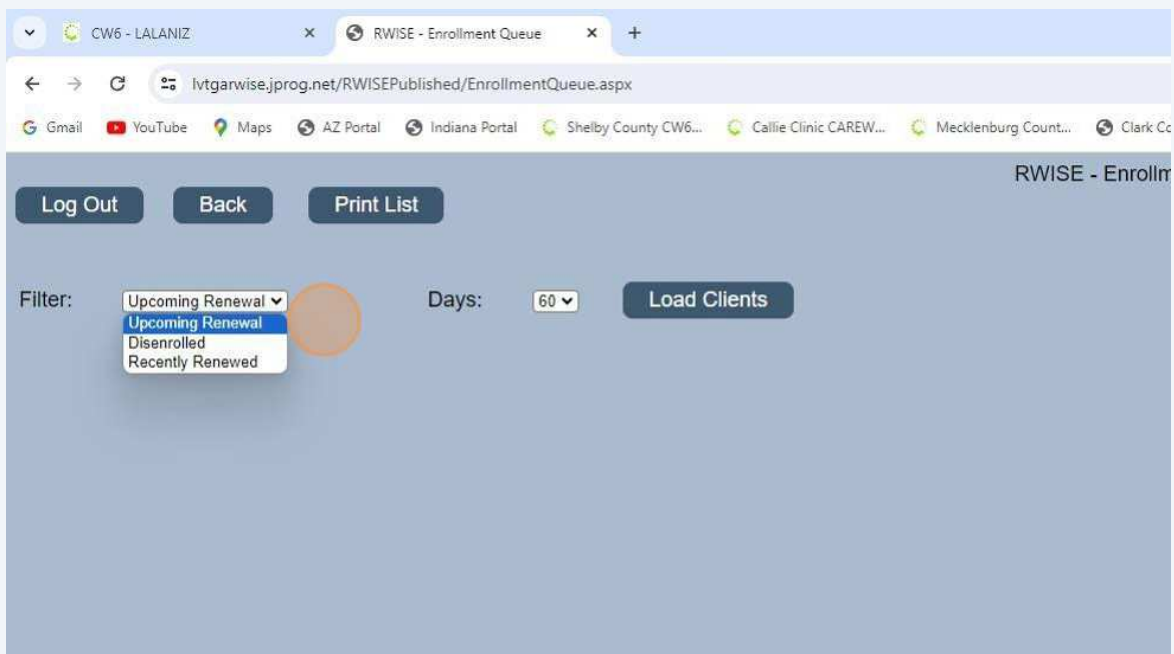 CW6 - LALANIZ
RWISE - Enrollment Queue
lvtgarwise.jprog.net/RWISEPublished/EnrollmentQueue.aspx
Gmail YouTube Maps AZ Portal Indiana Portal Shelby County CW6... Callie Clinic CAREW... Mecklenburg Count... Clark Co
RWISE - Enrollm
Log Out Back Print List
Filter: Upcoming Renewal Days: 60 Load Clients
Upcoming Renewal
Disenrolled
Recently Renewed